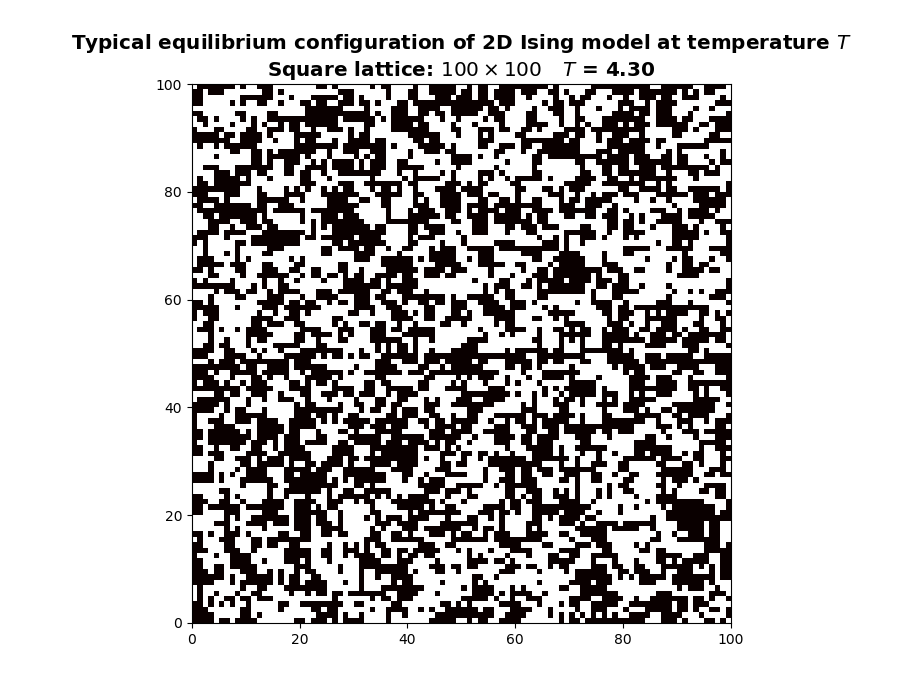 Typical equilibrium configuration of 2D Ising model at temperature T
Square lattice: 100 × 100 T = 4.30
100
80
60
40
20
0
0 20 40 60 80 100